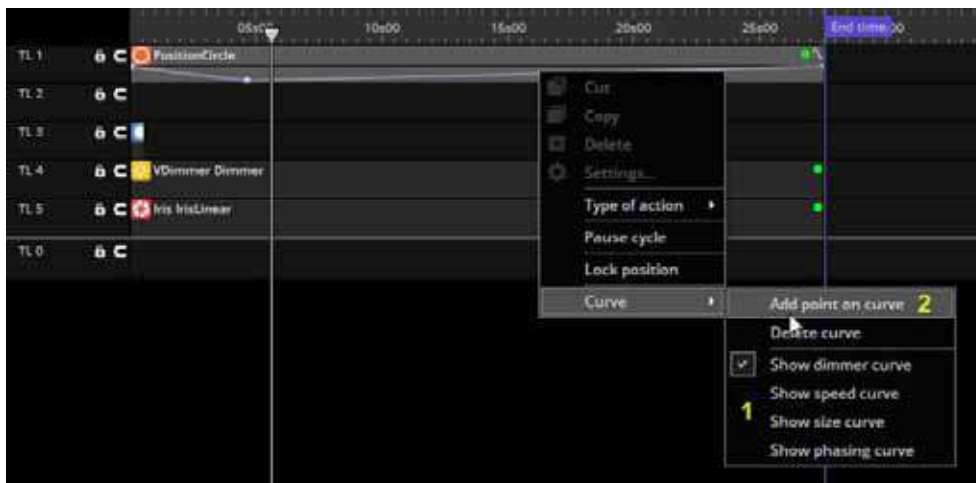 05s00
10s00
15s00
20s00
25s00
End time
TL 1
PositionCircle
TL 2
TL 3
TL 4
VDimmer Dimmer
TL 5
Iris IrisLinear
TL 0
Cut
Copy
Delete
Settings...
Type of action
Pause cycle
Lock position
Curve
Add point on curve 2
Delete curve
Show dimmer curve
Show speed curve
1
Show size curve
Show phasing curve